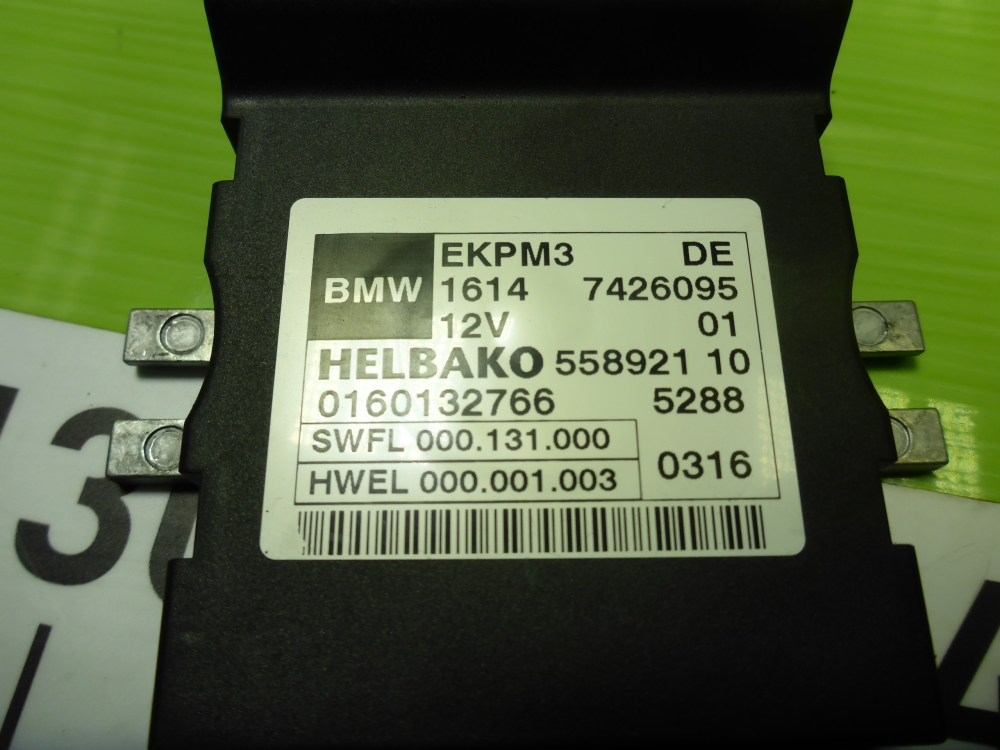 EKPM3 DE
BMW 1614 7426095
12V 01
HELBAKO 558921 10
0160132766 5288
SWFL 000.131.000
HWEL 000.001.003 0316